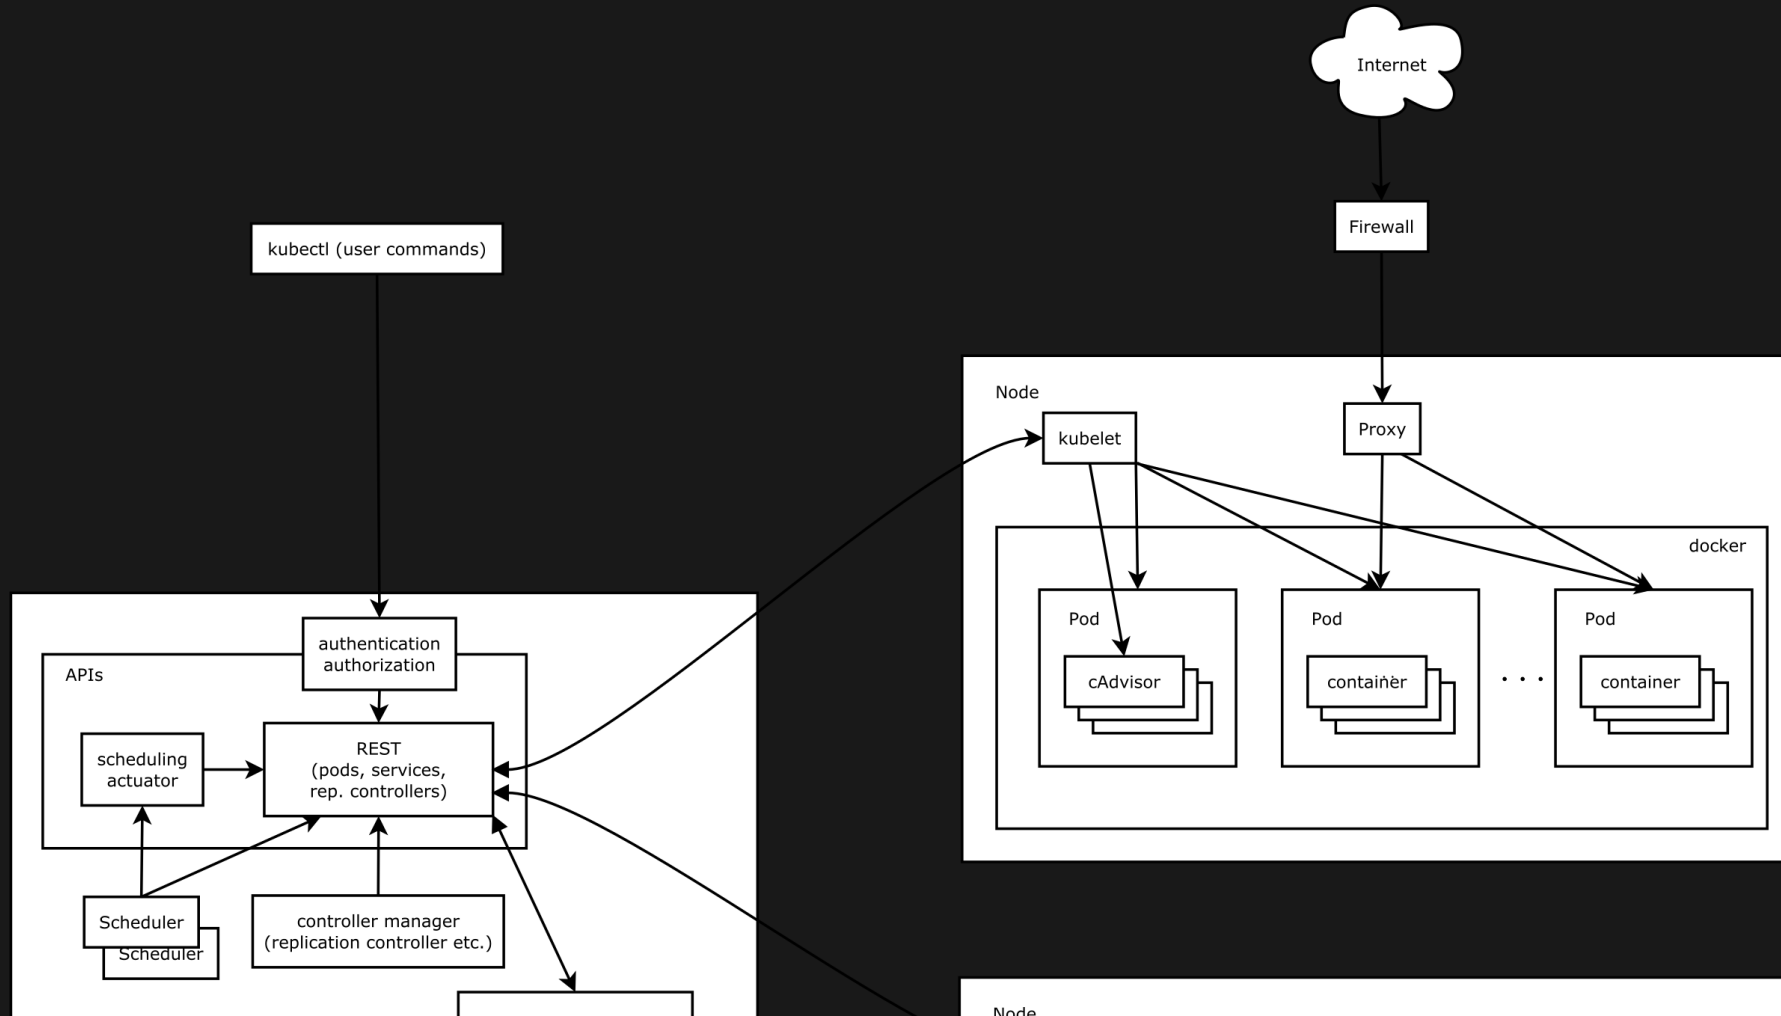 Internet
Firewall
kubectl (user commands)
Node
kubelet
Proxy
docker
Pod
cAdvisor
Pod
container
. . .
Pod
container
authentication
authorization
APIs
scheduling
actuator
REST
(pods, services,
rep. controllers)
Scheduler
Scheduler
controller manager
(replication controller etc.)
Node